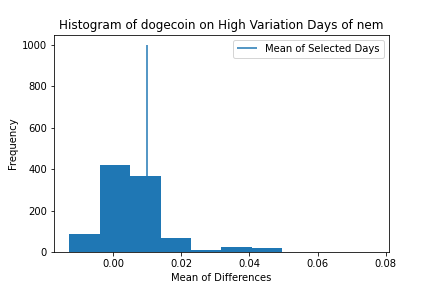 Histogram of dogecoin on High Variation Days of nem
Mean of Selected Days
1000
800
600
400
200
0
Frequency
0.00 0.02 0.04 0.06 0.08
Mean of Differences